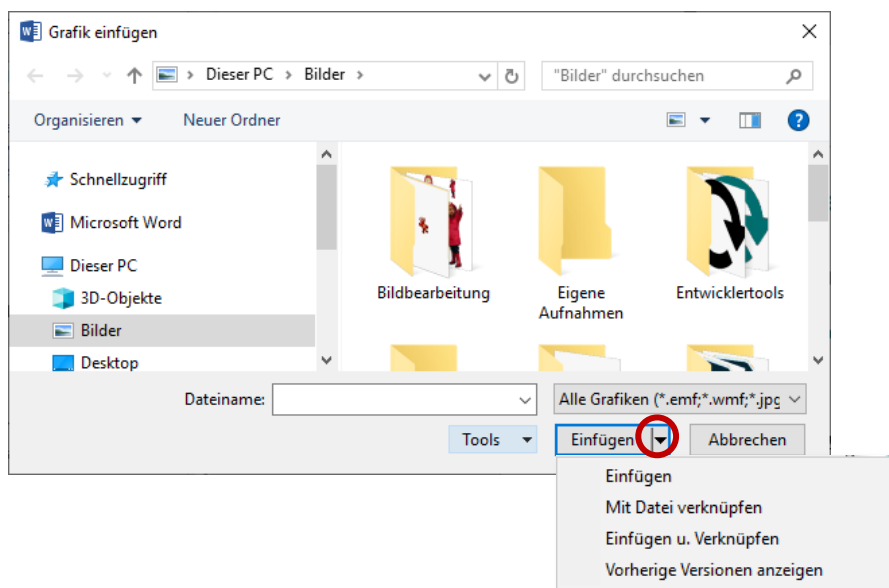 Grafik einfügen
Dieser PC > Bilder >
"Bilder" durchsuchen
Organisieren
Neuer Ordner
Schnellzugriff
Microsoft Word
Dieser PC
3D-Objekte
Bilder
Desktop
Bildbearbeitung
Eigene
Aufnahmen
Entwicklertools
Dateiname:
Alle Grafiken (*.emf;*.wmf;*.jpg
Tools
Einfügen
Abbrechen
Einfügen
Mit Datei verknüpfen
Einfügen u. Verknüpfen
Vorherige Versionen anzeigen